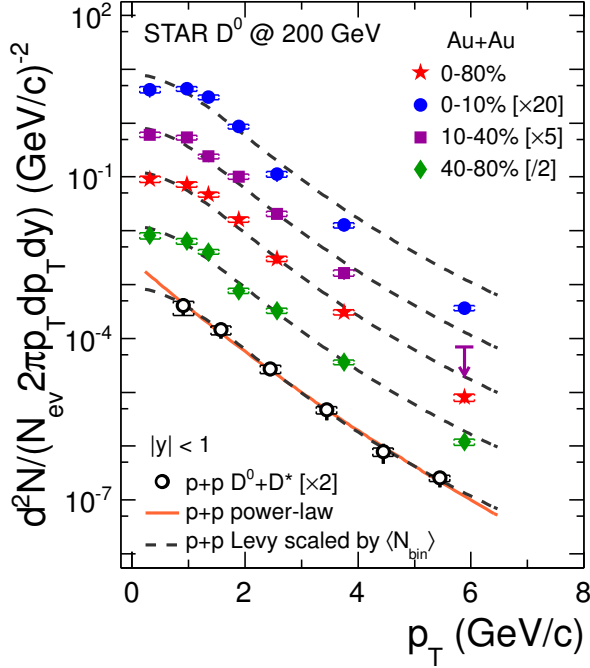 STAR D⁰ @ 200 GeV
Au+Au
0-80%
0-10% [×20]
10-40% [×5]
40-80% [/2]
d²N/(N_ev 2πp_T dp_T dy) (GeV/c)⁻²
10²
10⁻¹
10⁻⁴
10⁻⁷
|y| < 1
p+p D⁰+D* [×2]
p+p power-law
p+p Levy scaled by ⟨N_bin⟩
0 2 4 6 8
p_T (GeV/c)